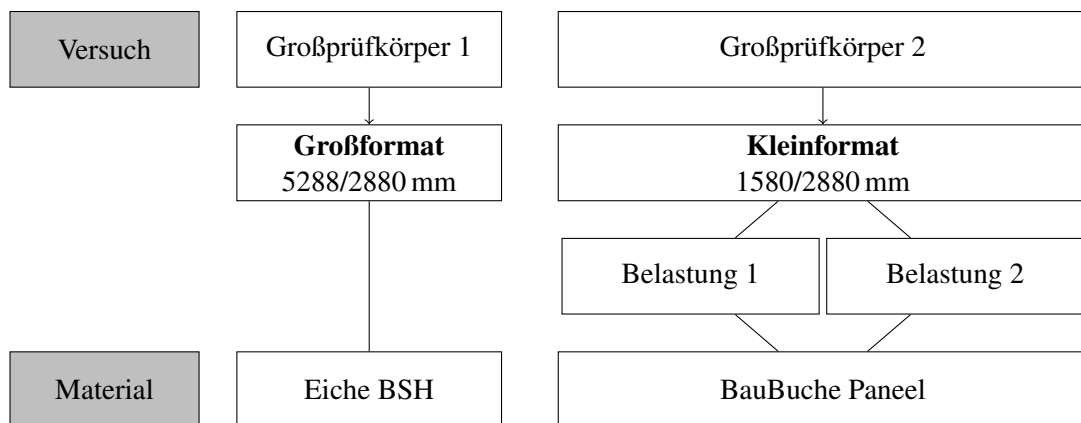 Versuch
Großprüfkörper 1
Großprüfkörper 2
Großformat
5288/2880 mm
Kleinformat
1580/2880 mm
Belastung 1
Belastung 2
Material
Eiche BSH
BauBuche Paneel